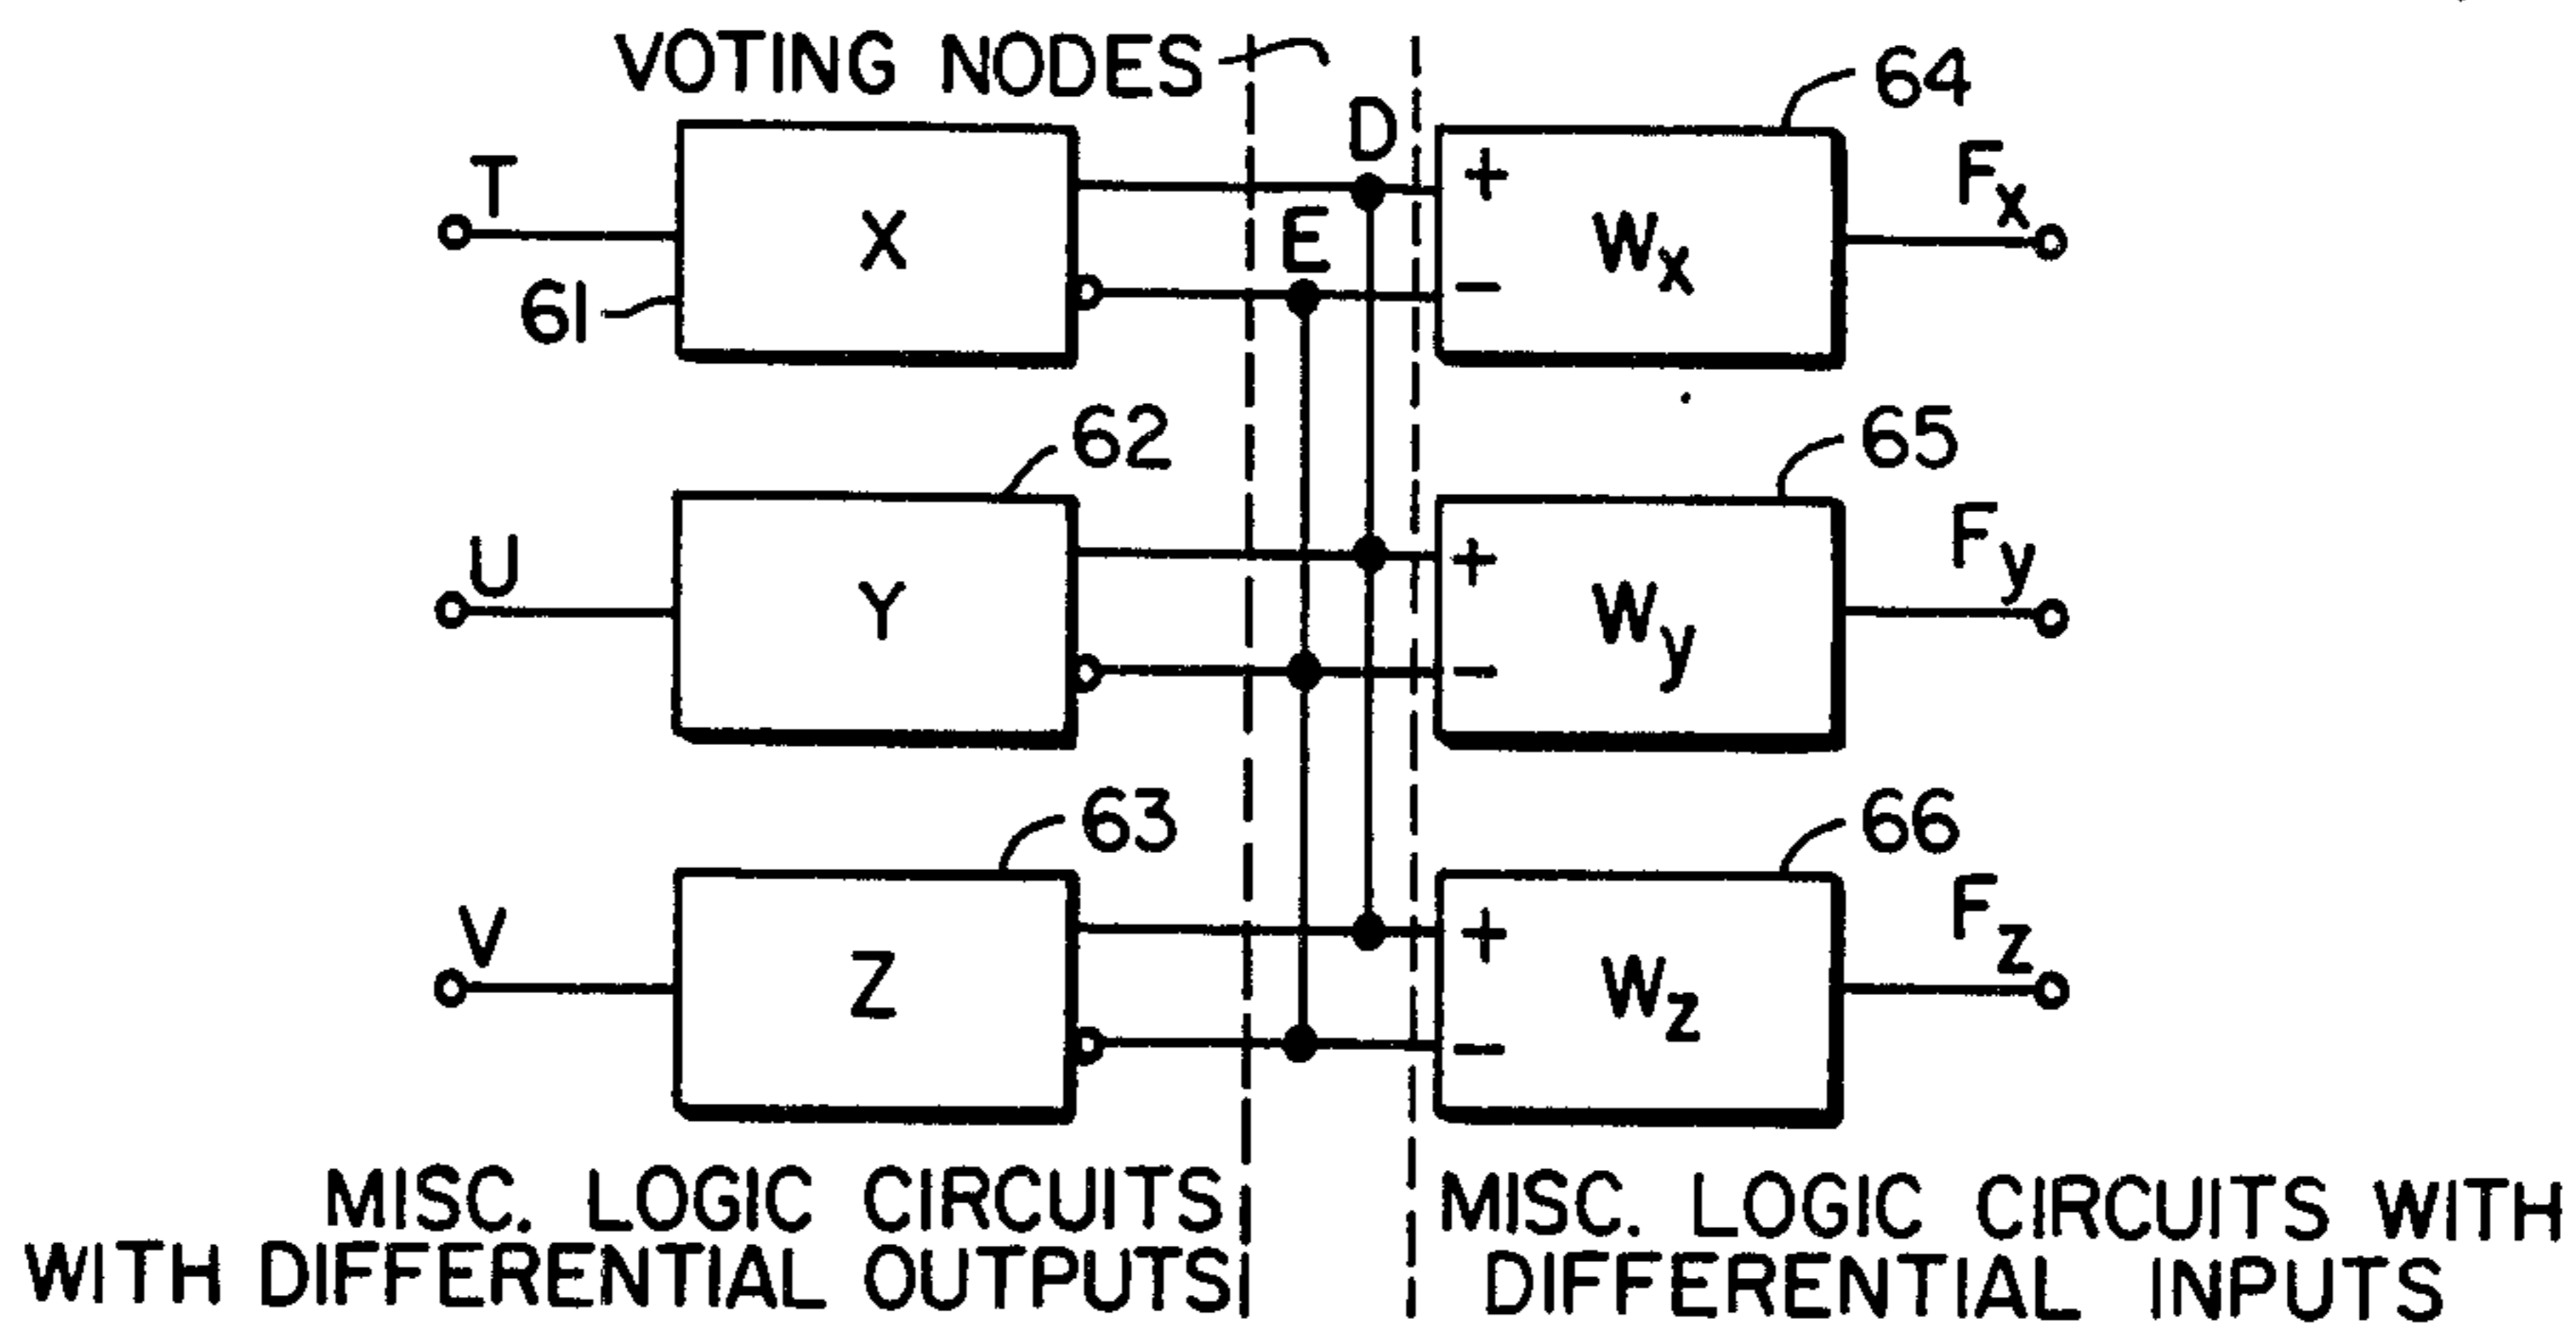 VOTING NODES
D
64
T
X
+
Wx
−
Fx
E
61
62
65
U
Y
+
Wy
−
Fy
63
66
V
Z
+
Wz
−
Fz
MISC. LOGIC CIRCUITS
WITH DIFFERENTIAL OUTPUTS
MISC. LOGIC CIRCUITS WITH
DIFFERENTIAL INPUTS